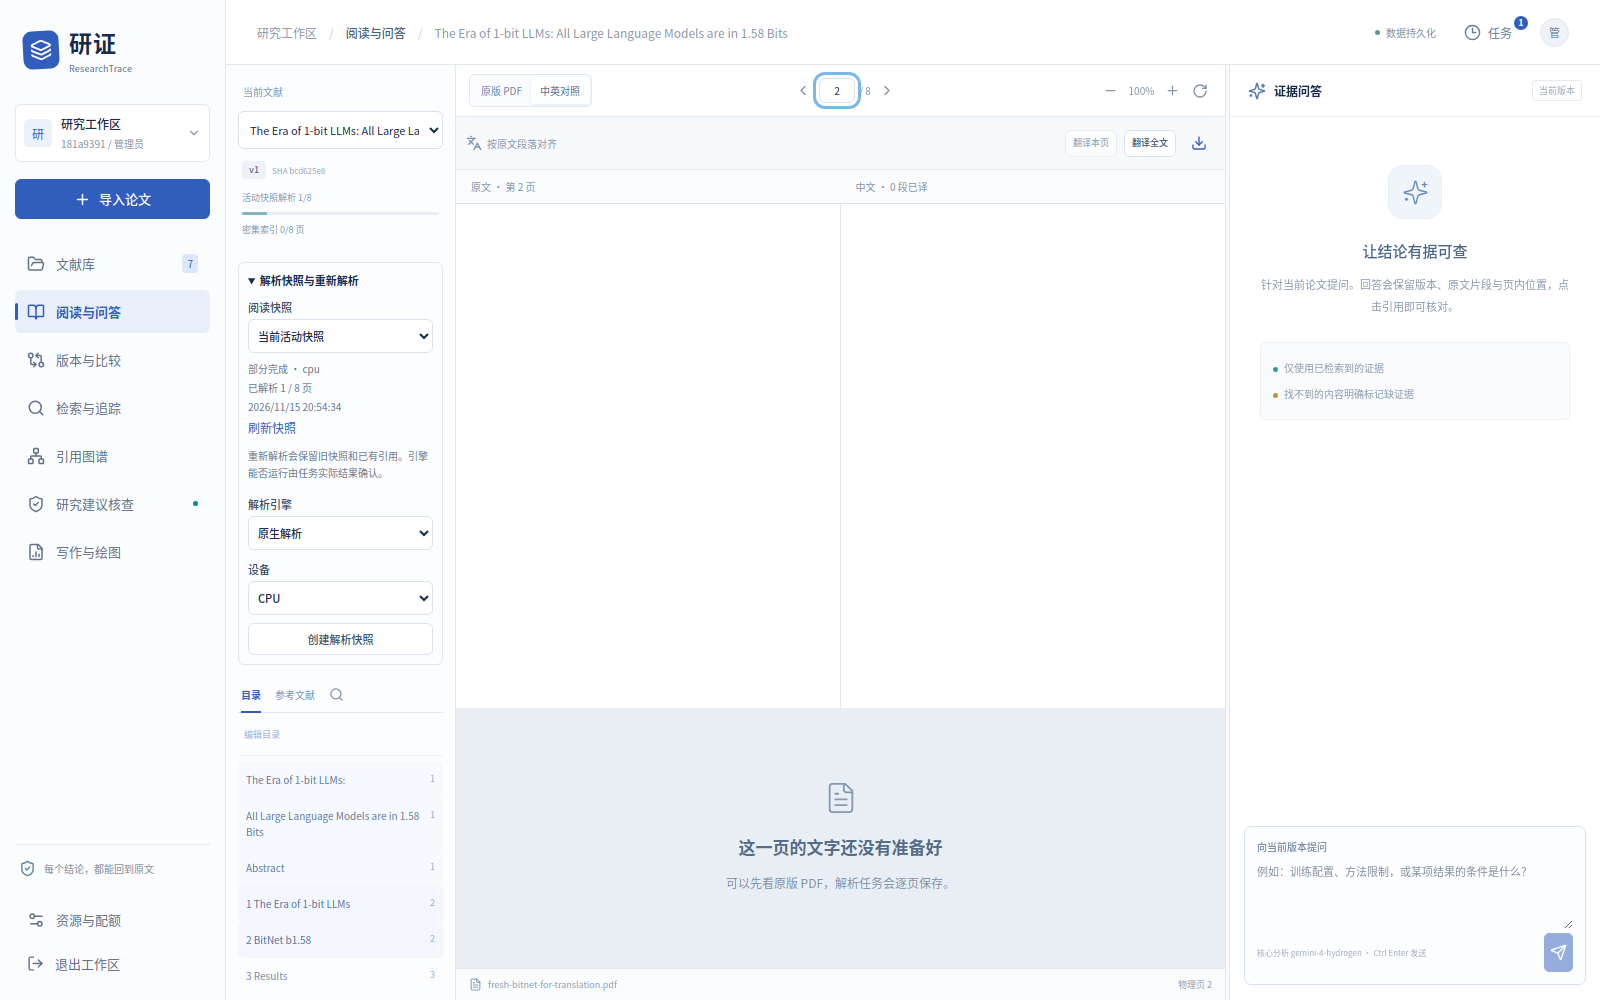 研证
ResearchTrace
研
研究工作区
181a9391 / 管理员
导入论文
文献库
7
阅读与问答
版本与比较
检索与追踪
引用图谱
研究建议核查
写作与绘图
每个结论，都能回到原文
资源与配额
退出工作区
研究工作区 / 阅读与问答 / The Era of 1-bit LLMs: All Large Language Models are in 1.58 Bits
数据持久化
任务
1
管
当前文献
The Era of 1-bit LLMs: All Large La
v1
SHA bcd625e8
活动快照解析 1/8
密集索引 0/8 页
解析快照与重新解析
阅读快照
当前活动快照
部分完成 · cpu
已解析 1 / 8 页
2026/11/15 20:54:34
刷新快照
重新解析会保留旧快照和已有引用。引擎
能否运行由任务实际结果确认。
解析引擎
原生解析
设备
CPU
创建解析快照
目录
参考文献
编辑目录
The Era of 1-bit LLMs: 1
All Large Language Models are in 1.58 1
Bits
Abstract 1
1 The Era of 1-bit LLMs 2
2 BitNet b1.58 2
3 Results 3
原版 PDF
中英对照
2 / 8
100%
按原文段落对齐
翻译本页
翻译全文
原文 · 第 2 页
中文 · 0 段已译
这一页的文字还没有准备好
可以先看原版 PDF，解析任务会逐页保存。
fresh-bitnet-for-translation.pdf
物理页 2
证据问答
当前版本
让结论有据可查
针对当前论文提问。回答会保留版本、原文片段与页内位置，点
击引用即可核对。
仅使用已检索到的证据
找不到的内容明确标记缺证据
向当前版本提问
例如：训练配置、方法限制，或某项结果的条件是什么？
核心分析 gemini-4-hydrogen · Ctrl Enter 发送